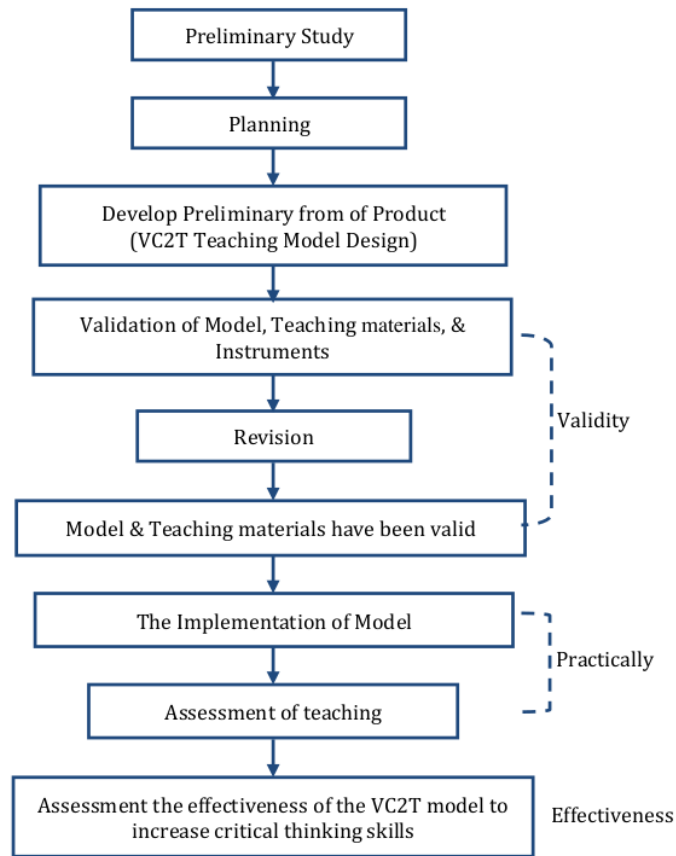 Preliminary Study
Planning
Develop Preliminary from of Product
(VC2T Teaching Model Design)
Validation of Model, Teaching materials, &
Instruments
Validity
Revision
Model & Teaching materials have been valid
The Implementation of Model
Practically
Assessment of teaching
Assessment the effectiveness of the VC2T model to
increase critical thinking skills
Effectiveness